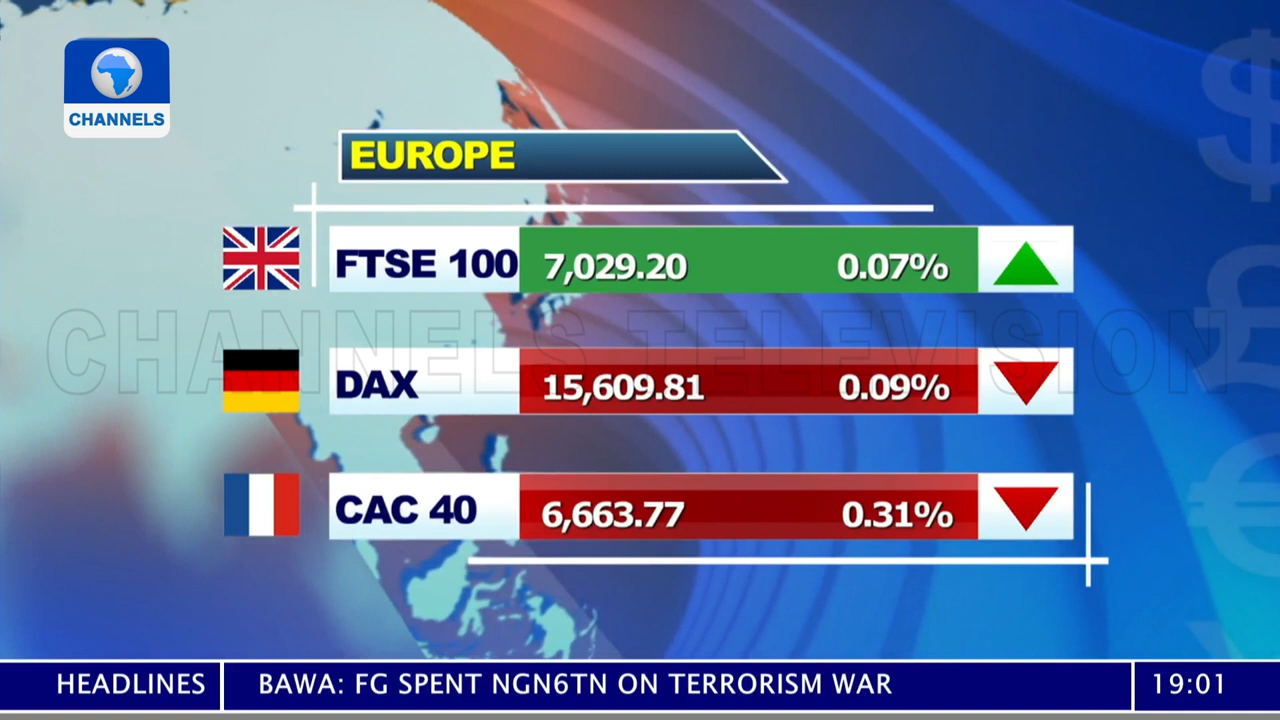 CHANNELS
EUROPE
FTSE 100 7,029.20 0.07%
CHANNELS TELEVISION
DAX 15,609.81 0.09%
CAC 40 6,663.77 0.31%
HEADLINES BAWA: FG SPENT NGN6TN ON TERRORISM WAR 19:01